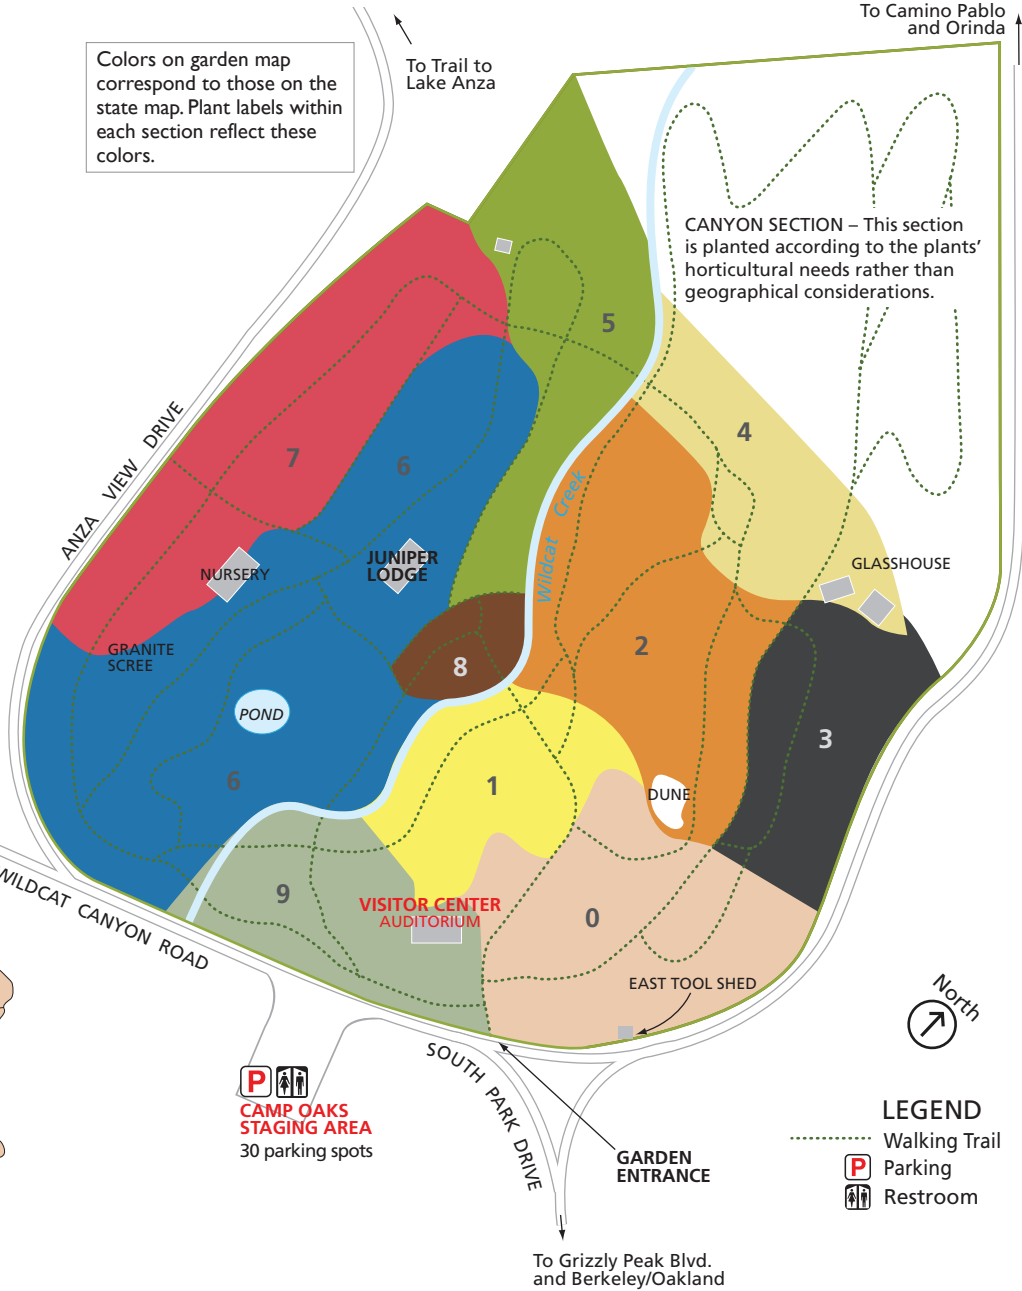 To Camino Pablo
and Orinda
Colors on garden map
correspond to those on the
state map. Plant labels within
each section reflect these
colors.
To Trail to
Lake Anza
CANYON SECTION – This section
is planted according to the plants’
horticultural needs rather than
geographical considerations.
5
4
ANZA VIEW DRIVE
7
6
Wildcat Creek
NURSERY
JUNIPER
LODGE
GLASSHOUSE
GRANITE
SCREE
2
8
POND
3
6
1
DUNE
WILDCAT CANYON ROAD
9
VISITOR CENTER
AUDITORIUM
0
EAST TOOL SHED
North
SOUTH PARK DRIVE
P
CAMP OAKS
STAGING AREA
30 parking spots
GARDEN
ENTRANCE
LEGEND
Walking Trail
P Parking
Restroom
To Grizzly Peak Blvd.
and Berkeley/Oakland